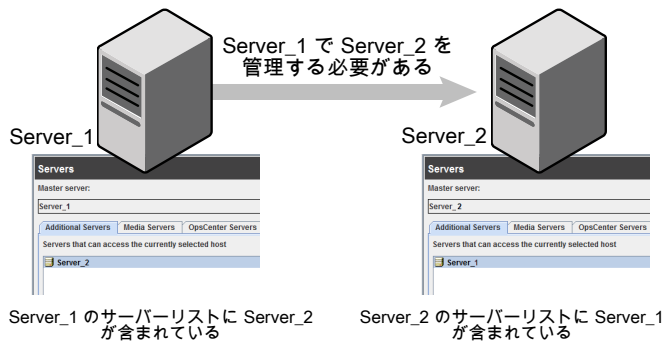 Server_1 で Server_2 を
管理する必要がある
Server_1
Server_2
Servers
Master server:
Server_1
Additional Servers
Media Servers
OpsCenter Servers
Servers that can access the currently selected host
Server_2
Servers
Master server:
Server_2
Additional Servers
Media Servers
OpsCenter Servers
Servers that can access the currently selected host
Server_1
Server_1 のサーバーリストに Server_2
が含まれている
Server_2 のサーバーリストに Server_1
が含まれている